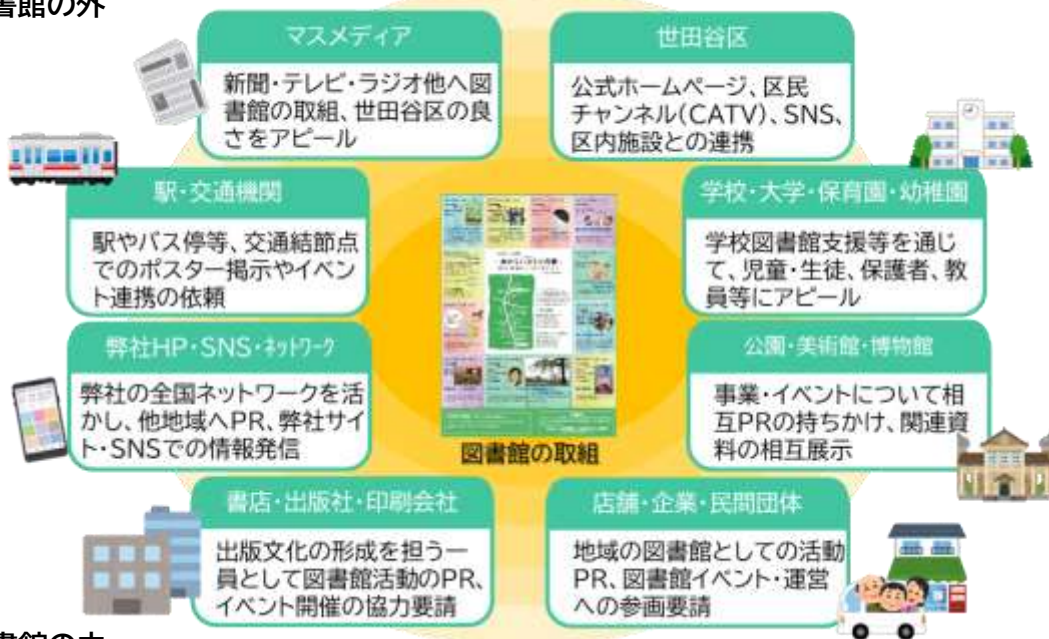 書館の外
マスメディア
新聞・テレビ・ラジオ他へ図
書館の取組、世田谷区の良
さをアピール
世田谷区
公式ホームページ、区民
チャンネル(CATV)、SNS、
区内施設との連携
駅・交通機関
駅やバス停等、交通結節点
でのポスター掲示やイベン
ト連携の依頼
学校・大学・保育園・幼稚園
学校図書館支援等を通じ
て、児童・生徒、保護者、教
員等にアピール
弊社HP・SNS・ネットワーク
弊社の全国ネットワークを活
かし、他地域へPR、弊社サイ
ト・SNSでの情報発信
公園・美術館・博物館
事業・イベントについて相
互PRの持ちかけ、関連資
料の相互展示
図書館の取組
書店・出版社・印刷会社
出版文化の形成を担う一
員として図書館活動のPR、
イベント開催の協力要請
店舗・企業・民間団体
地域の図書館としての活動
PR、図書館イベント・運営
への参画要請